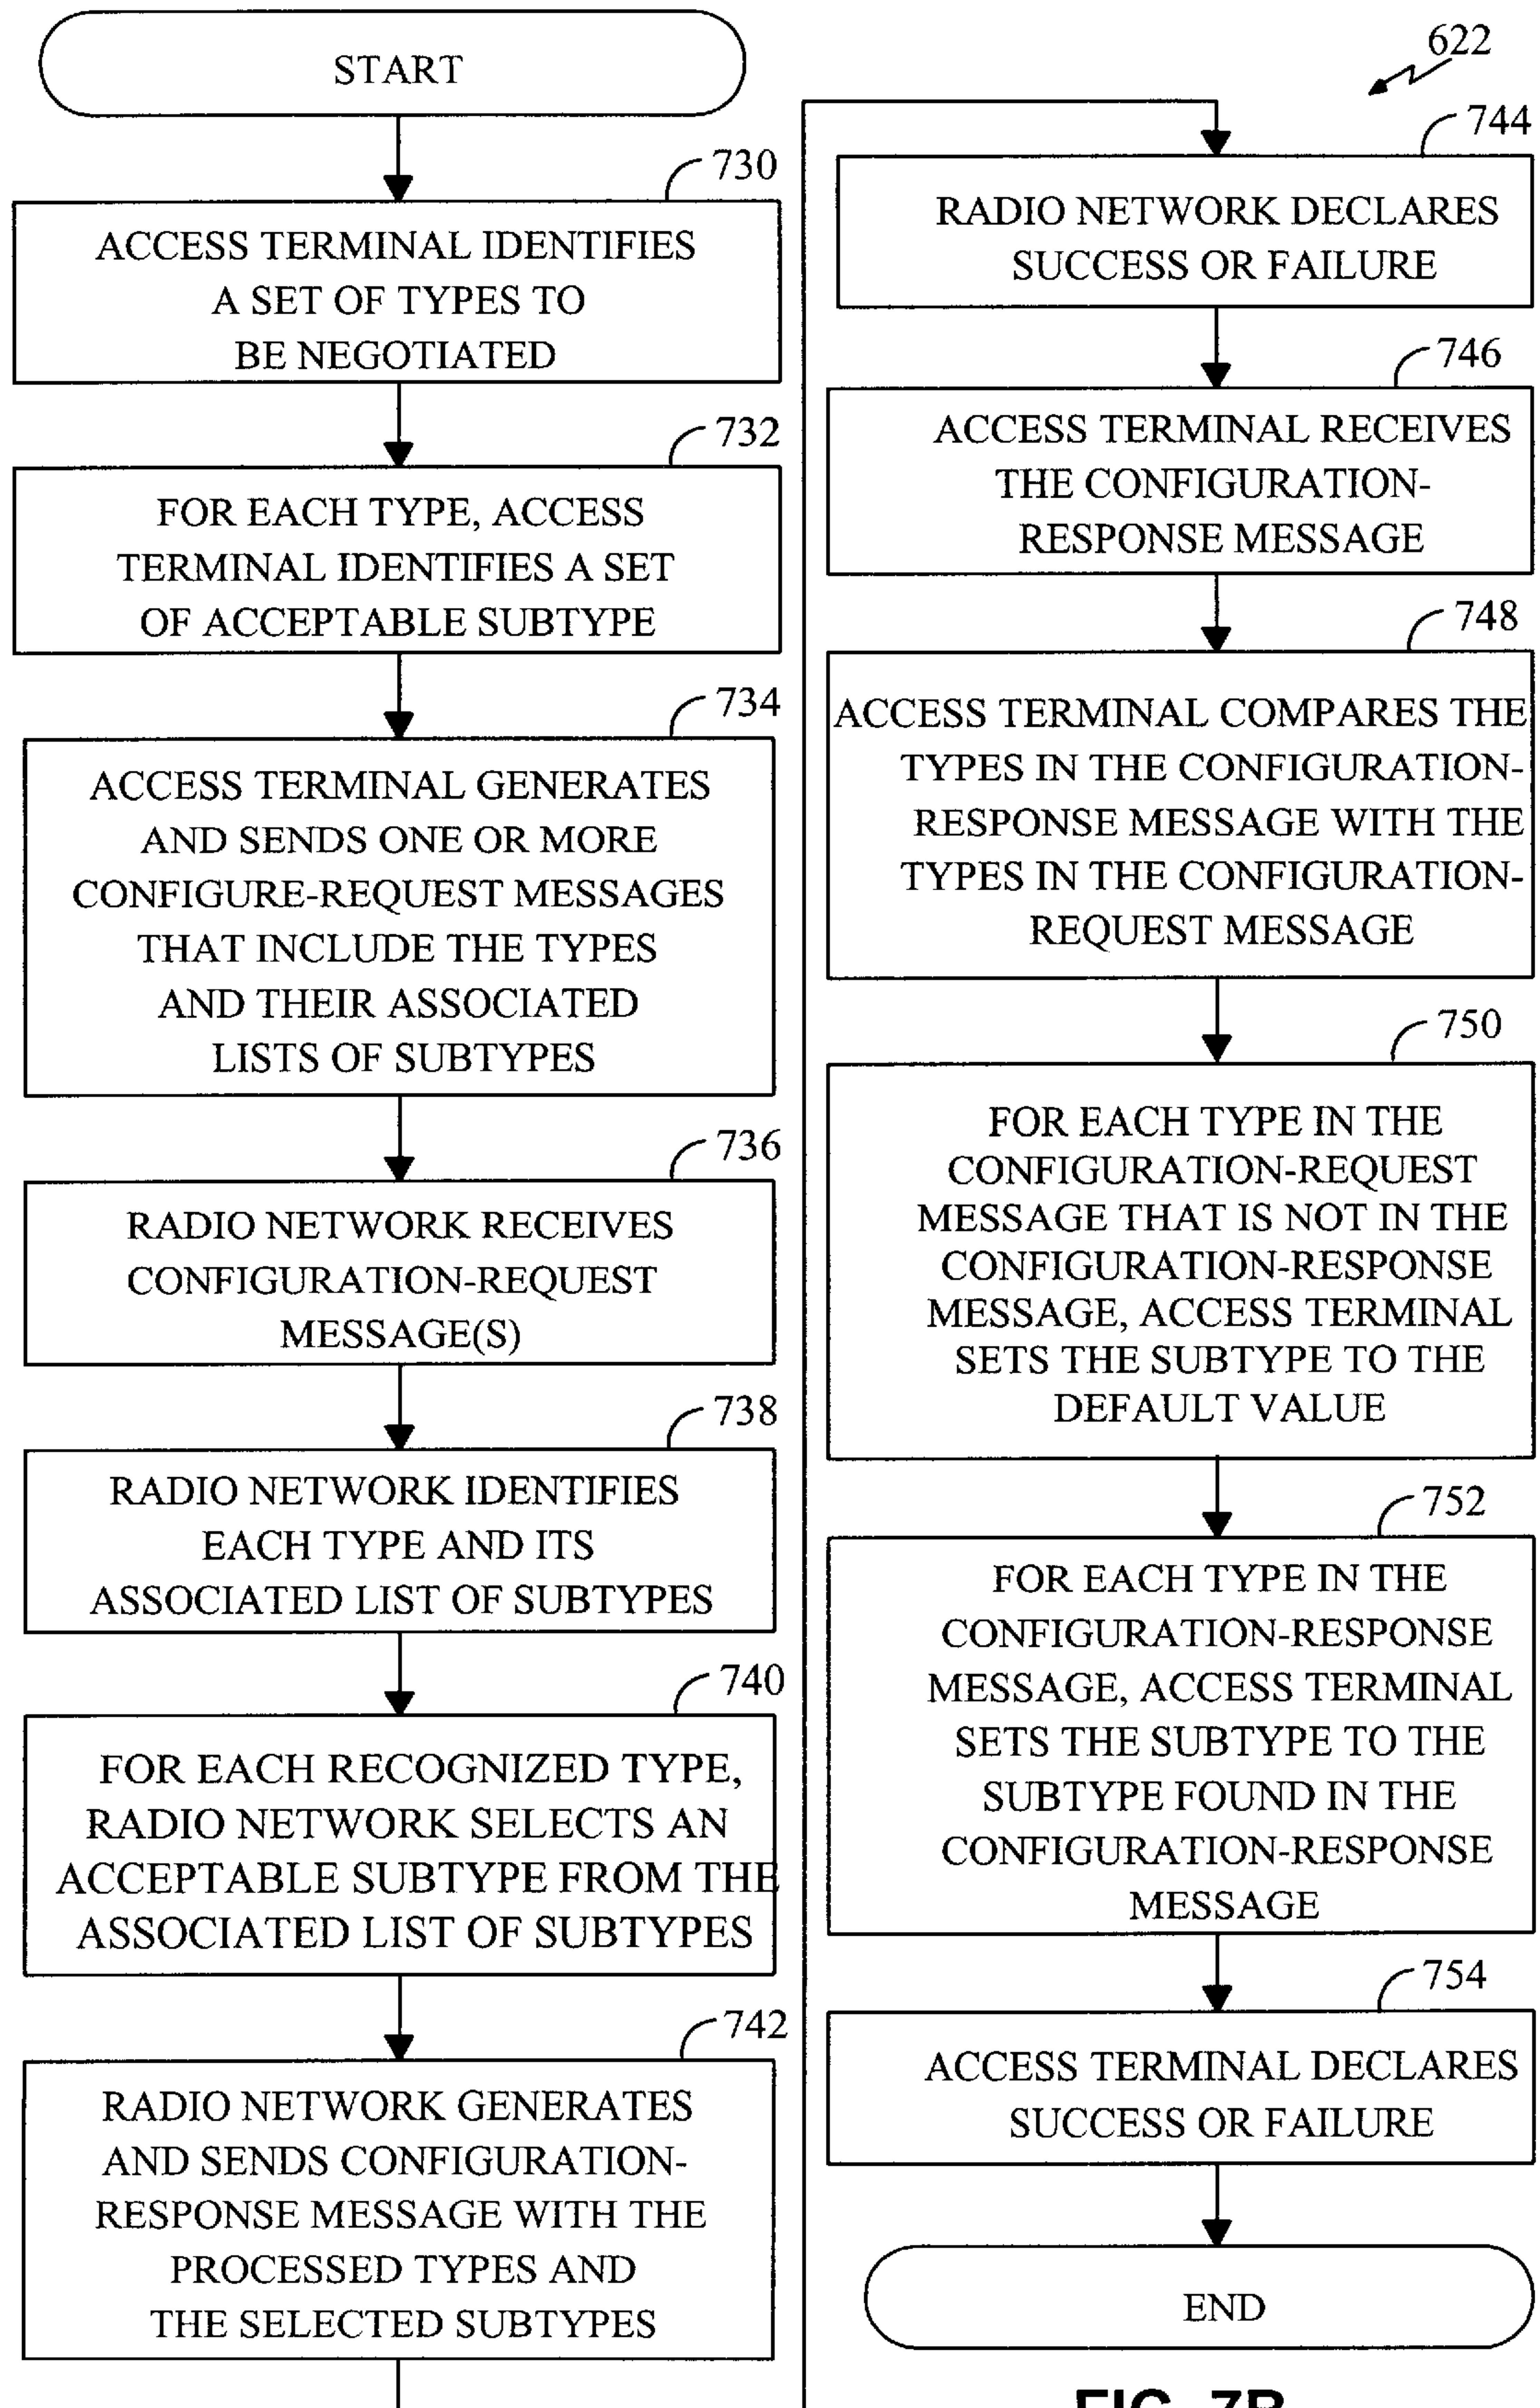 START
730
ACCESS TERMINAL IDENTIFIES
A SET OF TYPES TO
BE NEGOTIATED
732
FOR EACH TYPE, ACCESS
TERMINAL IDENTIFIES A SET
OF ACCEPTABLE SUBTYPE
734
ACCESS TERMINAL GENERATES
AND SENDS ONE OR MORE
CONFIGURE-REQUEST MESSAGES
THAT INCLUDE THE TYPES
AND THEIR ASSOCIATED
LISTS OF SUBTYPES
736
RADIO NETWORK RECEIVES
CONFIGURATION-REQUEST
MESSAGE(S)
738
RADIO NETWORK IDENTIFIES
EACH TYPE AND ITS
ASSOCIATED LIST OF SUBTYPES
740
FOR EACH RECOGNIZED TYPE,
RADIO NETWORK SELECTS AN
ACCEPTABLE SUBTYPE FROM THE
ASSOCIATED LIST OF SUBTYPES
742
RADIO NETWORK GENERATES
AND SENDS CONFIGURATION-
RESPONSE MESSAGE WITH THE
PROCESSED TYPES AND
THE SELECTED SUBTYPES
622
744
RADIO NETWORK DECLARES
SUCCESS OR FAILURE
746
ACCESS TERMINAL RECEIVES
THE CONFIGURATION-
RESPONSE MESSAGE
748
ACCESS TERMINAL COMPARES THE
TYPES IN THE CONFIGURATION-
RESPONSE MESSAGE WITH THE
TYPES IN THE CONFIGURATION-
REQUEST MESSAGE
750
FOR EACH TYPE IN THE
CONFIGURATION-REQUEST
MESSAGE THAT IS NOT IN THE
CONFIGURATION-RESPONSE
MESSAGE, ACCESS TERMINAL
SETS THE SUBTYPE TO THE
DEFAULT VALUE
752
FOR EACH TYPE IN THE
CONFIGURATION-RESPONSE
MESSAGE, ACCESS TERMINAL
SETS THE SUBTYPE TO THE
SUBTYPE FOUND IN THE
CONFIGURATION-RESPONSE
MESSAGE
754
ACCESS TERMINAL DECLARES
SUCCESS OR FAILURE
END
FIG. 7B